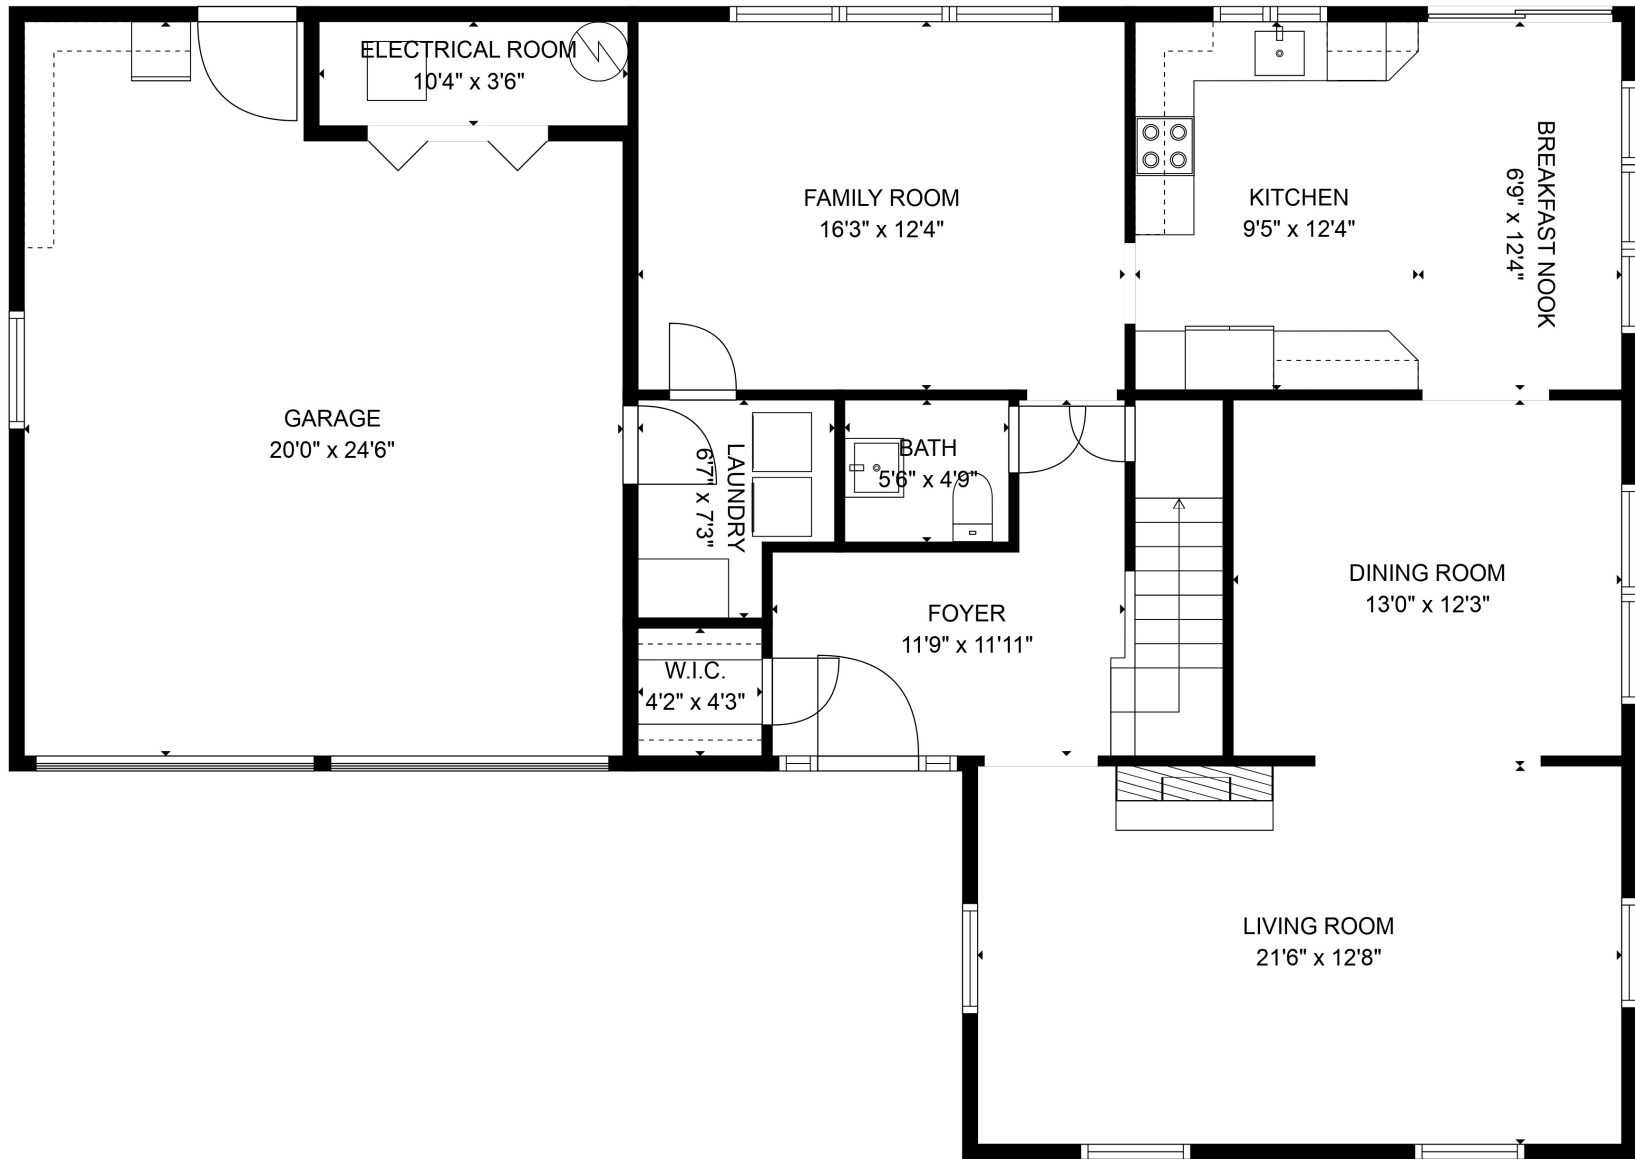 ELECTRICAL ROOM
10'4" x 3'6"
FAMILY ROOM
16'3" x 12'4"
KITCHEN
9'5" x 12'4"
BREAKFAST NOOK
6'9" x 12'4"
GARAGE
20'0" x 24'6"
LAUNDRY
6'7" x 7'3"
BATH
5'6" x 4'9"
DINING ROOM
13'0" x 12'3"
FOYER
11'9" x 11'11"
W.I.C.
4'2" x 4'3"
LIVING ROOM
21'6" x 12'8"